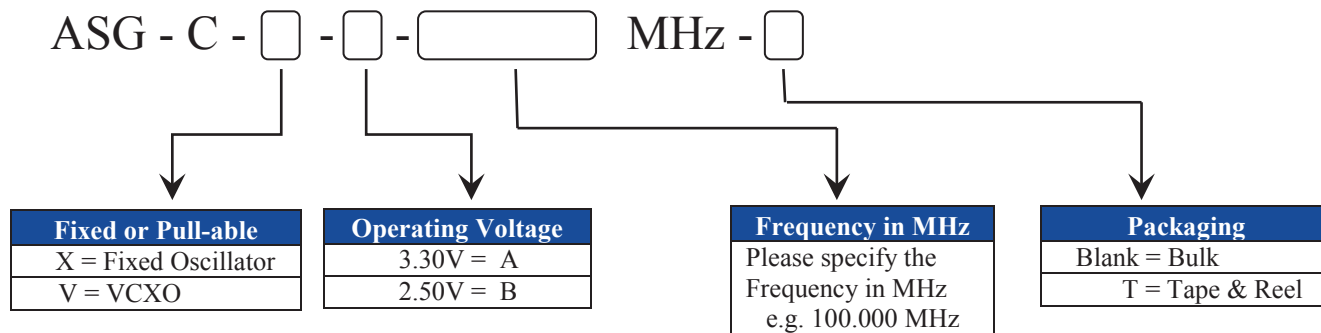 ASG - C - - - MHz -
Fixed or Pull-able
X = Fixed Oscillator
V = VCXO
Operating Voltage
3.30V = A
2.50V = B
Frequency in MHz
Please specify the
Frequency in MHz
e.g. 100.000 MHz
Packaging
Blank = Bulk
T = Tape & Reel